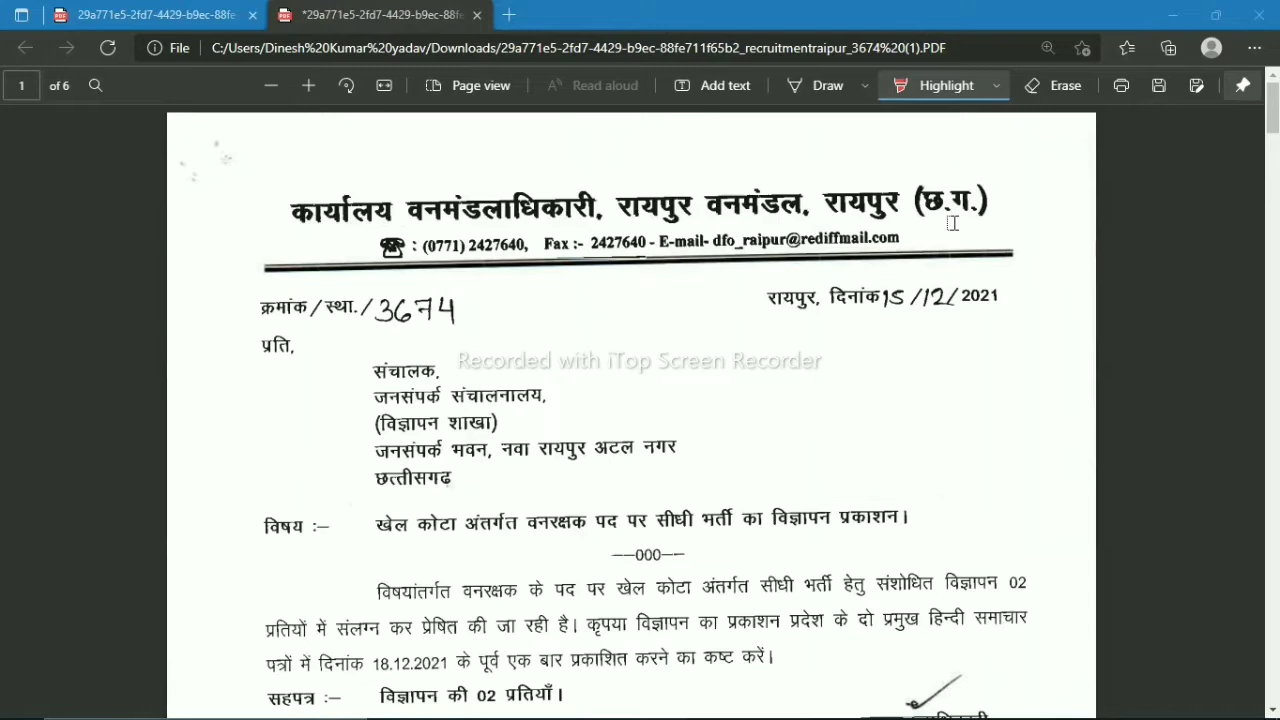 29a771e5-2fd7-4429-b9ec-88fe
*29a771e5-2fd7-4429-b9ec-88fe
File C:/Users/Dinesh%20Kumar%20yadav/Downloads/29a771e5-2fd7-4429-b9ec-88fe711f65b2_recruitmentraipur_3674%20(1).PDF
1 of 6 Page view Read aloud Add text Draw Highlight Erase
कार्यालय वनमंडलाधिकारी, रायपुर वनमंडल, रायपुर (छ.ग.)
☎ : (0771) 2427640, Fax :- 2427640 - E-mail- dfo_raipur@rediffmail.com
क्रमांक/स्था./3674 रायपुर, दिनांक 15/12/2021
प्रति,
Recorded with iTop Screen Recorder
संचालक,
जनसंपर्क संचालनालय,
(विज्ञापन शाखा)
जनसंपर्क भवन, नवा रायपुर अटल नगर
छत्तीसगढ़
विषय :– खेल कोटा अंतर्गत वनरक्षक पद पर सीधी भर्ती का विज्ञापन प्रकाशन।
––000––
विषयांतर्गत वनरक्षक के पद पर खेल कोटा अंतर्गत सीधी भर्ती हेतु संशोधित विज्ञापन 02
प्रतियों में संलग्न कर प्रेषित की जा रही है। कृपया विज्ञापन का प्रकाशन प्रदेश के दो प्रमुख हिन्दी समाचार
पत्रों में दिनांक 18.12.2021 के पूर्व एक बार प्रकाशित करने का कष्ट करें।
सहपत्र :– विज्ञापन की 02 प्रतियाँ।